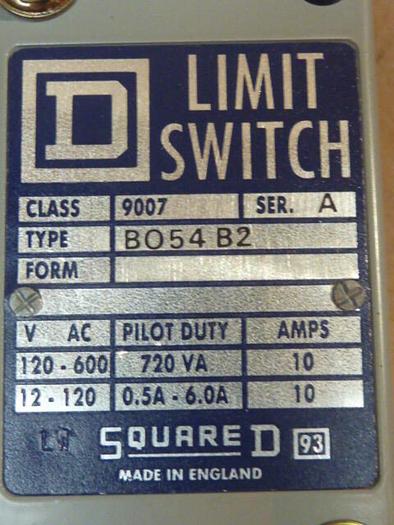 D
LIMIT
SWITCH
CLASS 9007 SER. A
TYPE BO54 B2
FORM
V AC PILOT DUTY AMPS
120 - 600 720 VA 10
12 - 120 0.5A - 6.0A 10
SQUARE D 93
MADE IN ENGLAND